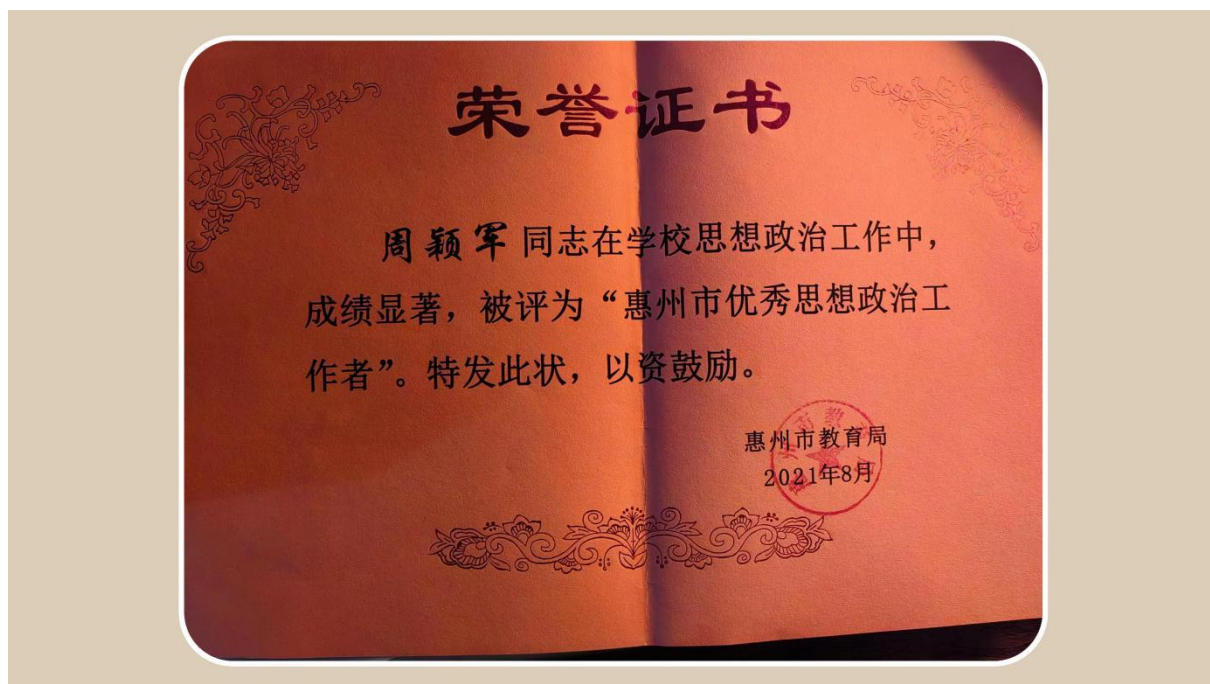 荣誉证书
周颖军同志在学校思想政治工作中，
成绩显著，被评为“惠州市优秀思想政治工
作者”。特发此状，以资鼓励。
惠州市教育局
2021年8月